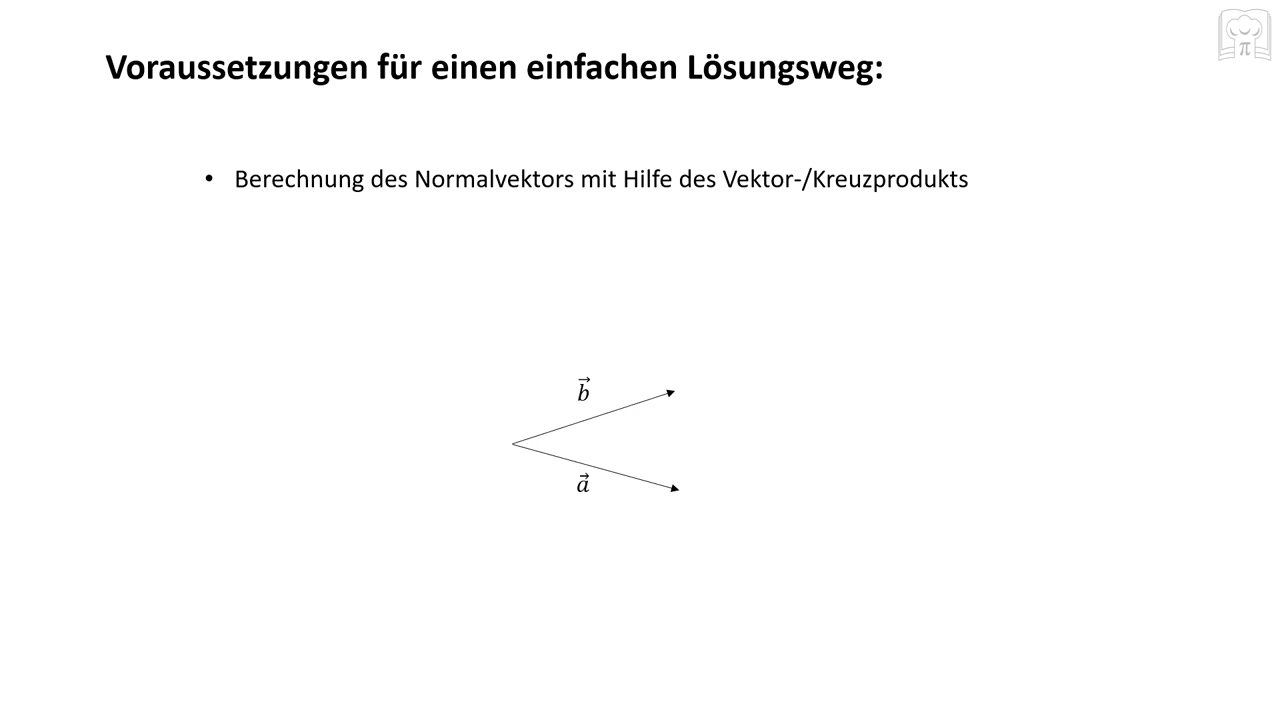 Voraussetzungen für einen einfachen Lösungsweg:
• Berechnung des Normalvektors mit Hilfe des Vektor-/Kreuzprodukts
b⃗
a⃗
π